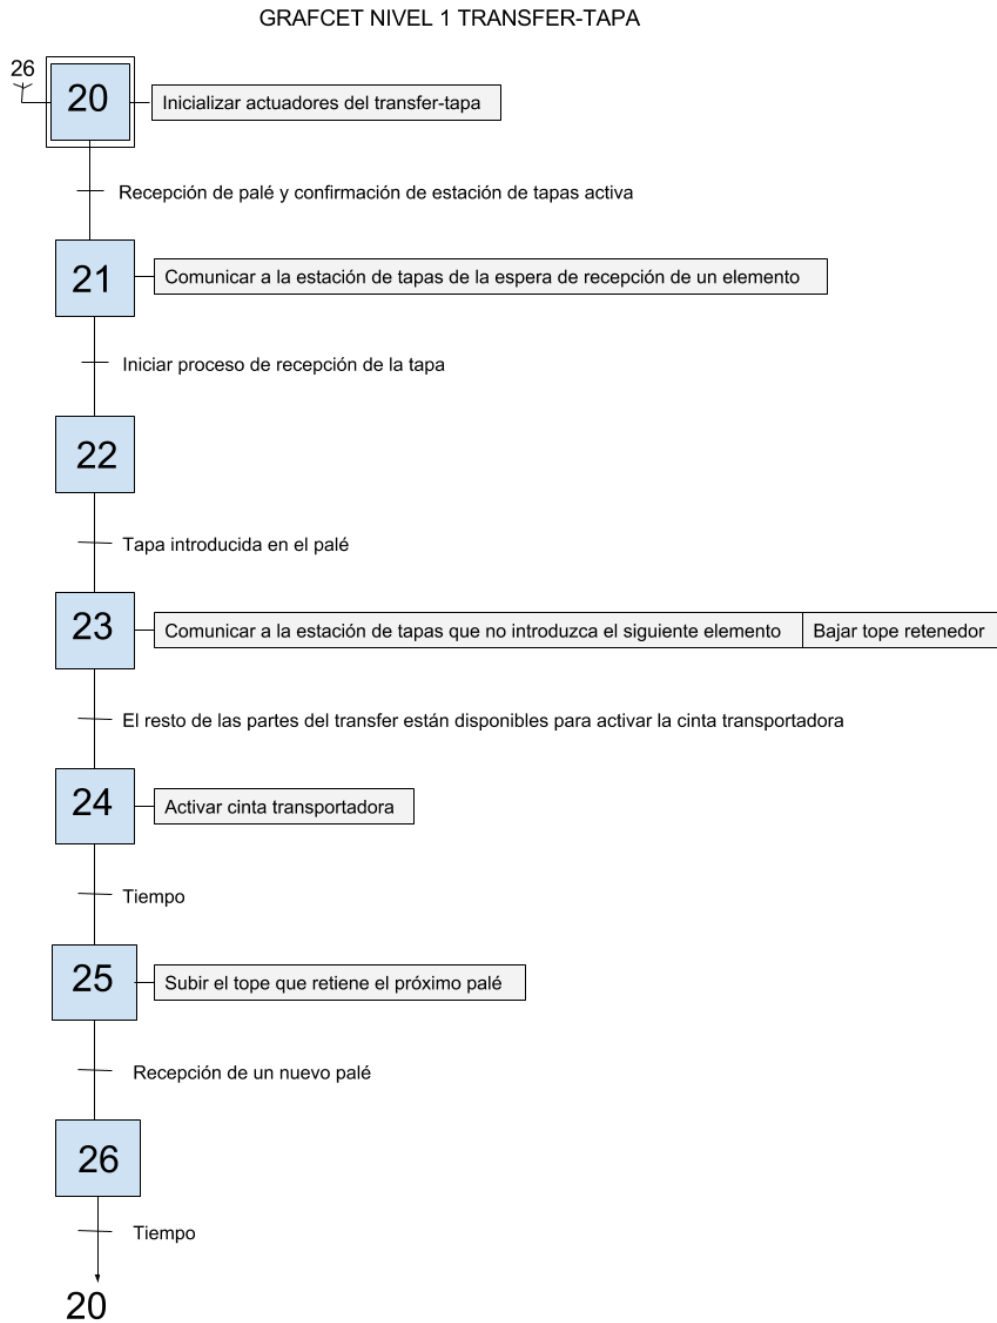 GRAFCET NIVEL 1 TRANSFER-TAPA
26
20
Inicializar actuadores del transfer-tapa
Recepción de palé y confirmación de estación de tapas activa
21
Comunicar a la estación de tapas de la espera de recepción de un elemento
Iniciar proceso de recepción de la tapa
22
Tapa introducida en el palé
23
Comunicar a la estación de tapas que no introduzca el siguiente elemento
Bajar tope retenedor
El resto de las partes del transfer están disponibles para activar la cinta transportadora
24
Activar cinta transportadora
Tiempo
25
Subir el tope que retiene el próximo palé
Recepción de un nuevo palé
26
Tiempo
20